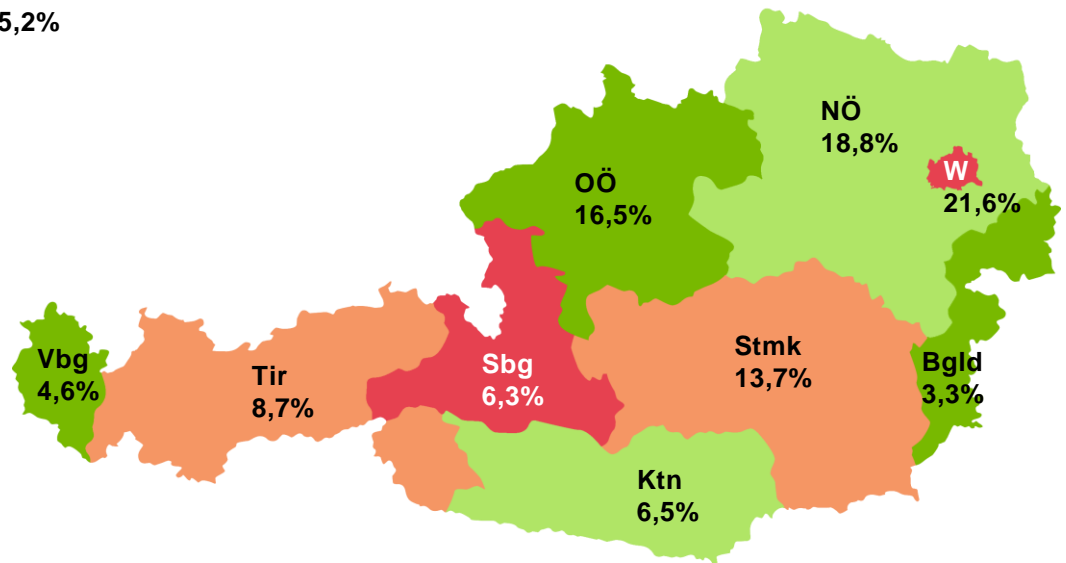 5,2%
NÖ
18,8%
W
21,6%
OÖ
16,5%
Vbg
4,6%
Tir
8,7%
Sbg
6,3%
Stmk
13,7%
Bgld
3,3%
Ktn
6,5%